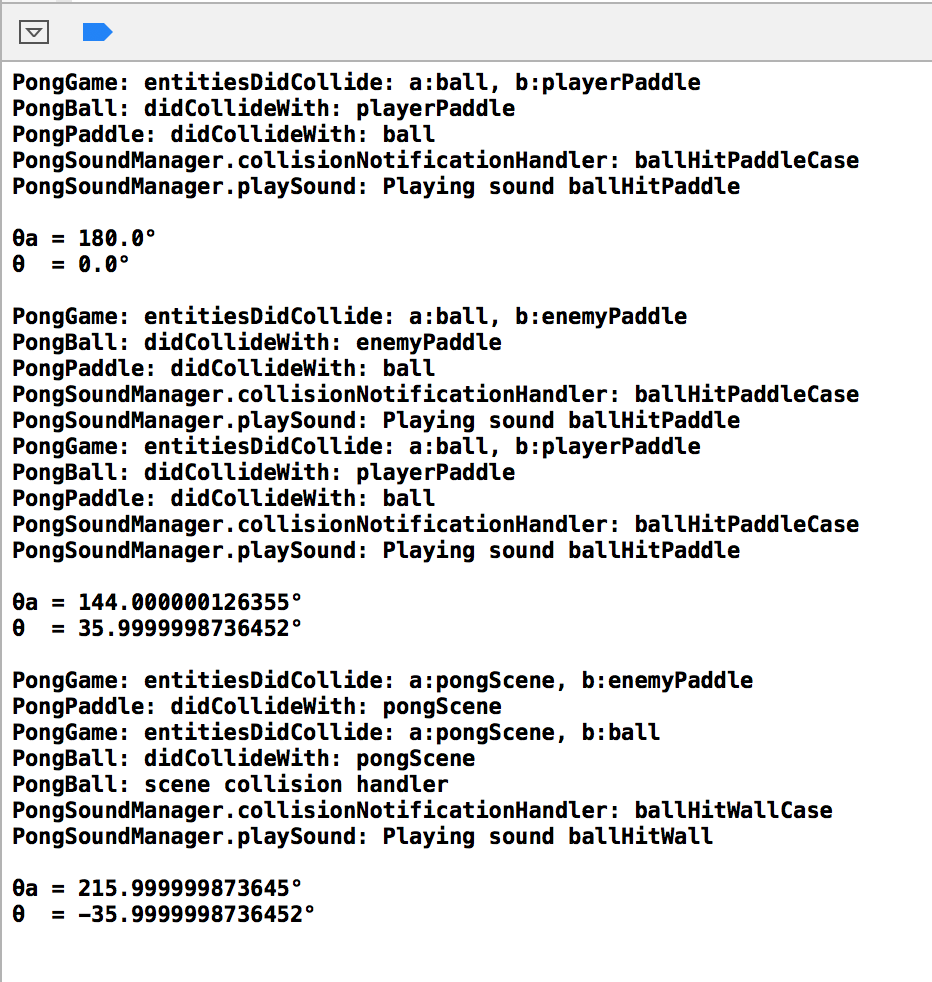 PongGame: entitiesDidCollide: a:ball, b:playerPaddle
PongBall: didCollideWith: playerPaddle
PongPaddle: didCollideWith: ball
PongSoundManager.collisionNotificationHandler: ballHitPaddleCase
PongSoundManager.playSound: Playing sound ballHitPaddle
θa = 180.0°
θ  = 0.0°
PongGame: entitiesDidCollide: a:ball, b:enemyPaddle
PongBall: didCollideWith: enemyPaddle
PongPaddle: didCollideWith: ball
PongSoundManager.collisionNotificationHandler: ballHitPaddleCase
PongSoundManager.playSound: Playing sound ballHitPaddle
PongGame: entitiesDidCollide: a:ball, b:playerPaddle
PongBall: didCollideWith: playerPaddle
PongPaddle: didCollideWith: ball
PongSoundManager.collisionNotificationHandler: ballHitPaddleCase
PongSoundManager.playSound: Playing sound ballHitPaddle
θa = 144.000000126355°
θ  = 35.9999998736452°
PongGame: entitiesDidCollide: a:pongScene, b:enemyPaddle
PongPaddle: didCollideWith: pongScene
PongGame: entitiesDidCollide: a:pongScene, b:ball
PongBall: didCollideWith: pongScene
PongBall: scene collision handler
PongSoundManager.collisionNotificationHandler: ballHitWallCase
PongSoundManager.playSound: Playing sound ballHitWall
θa = 215.999999873645°
θ  = −35.9999998736452°